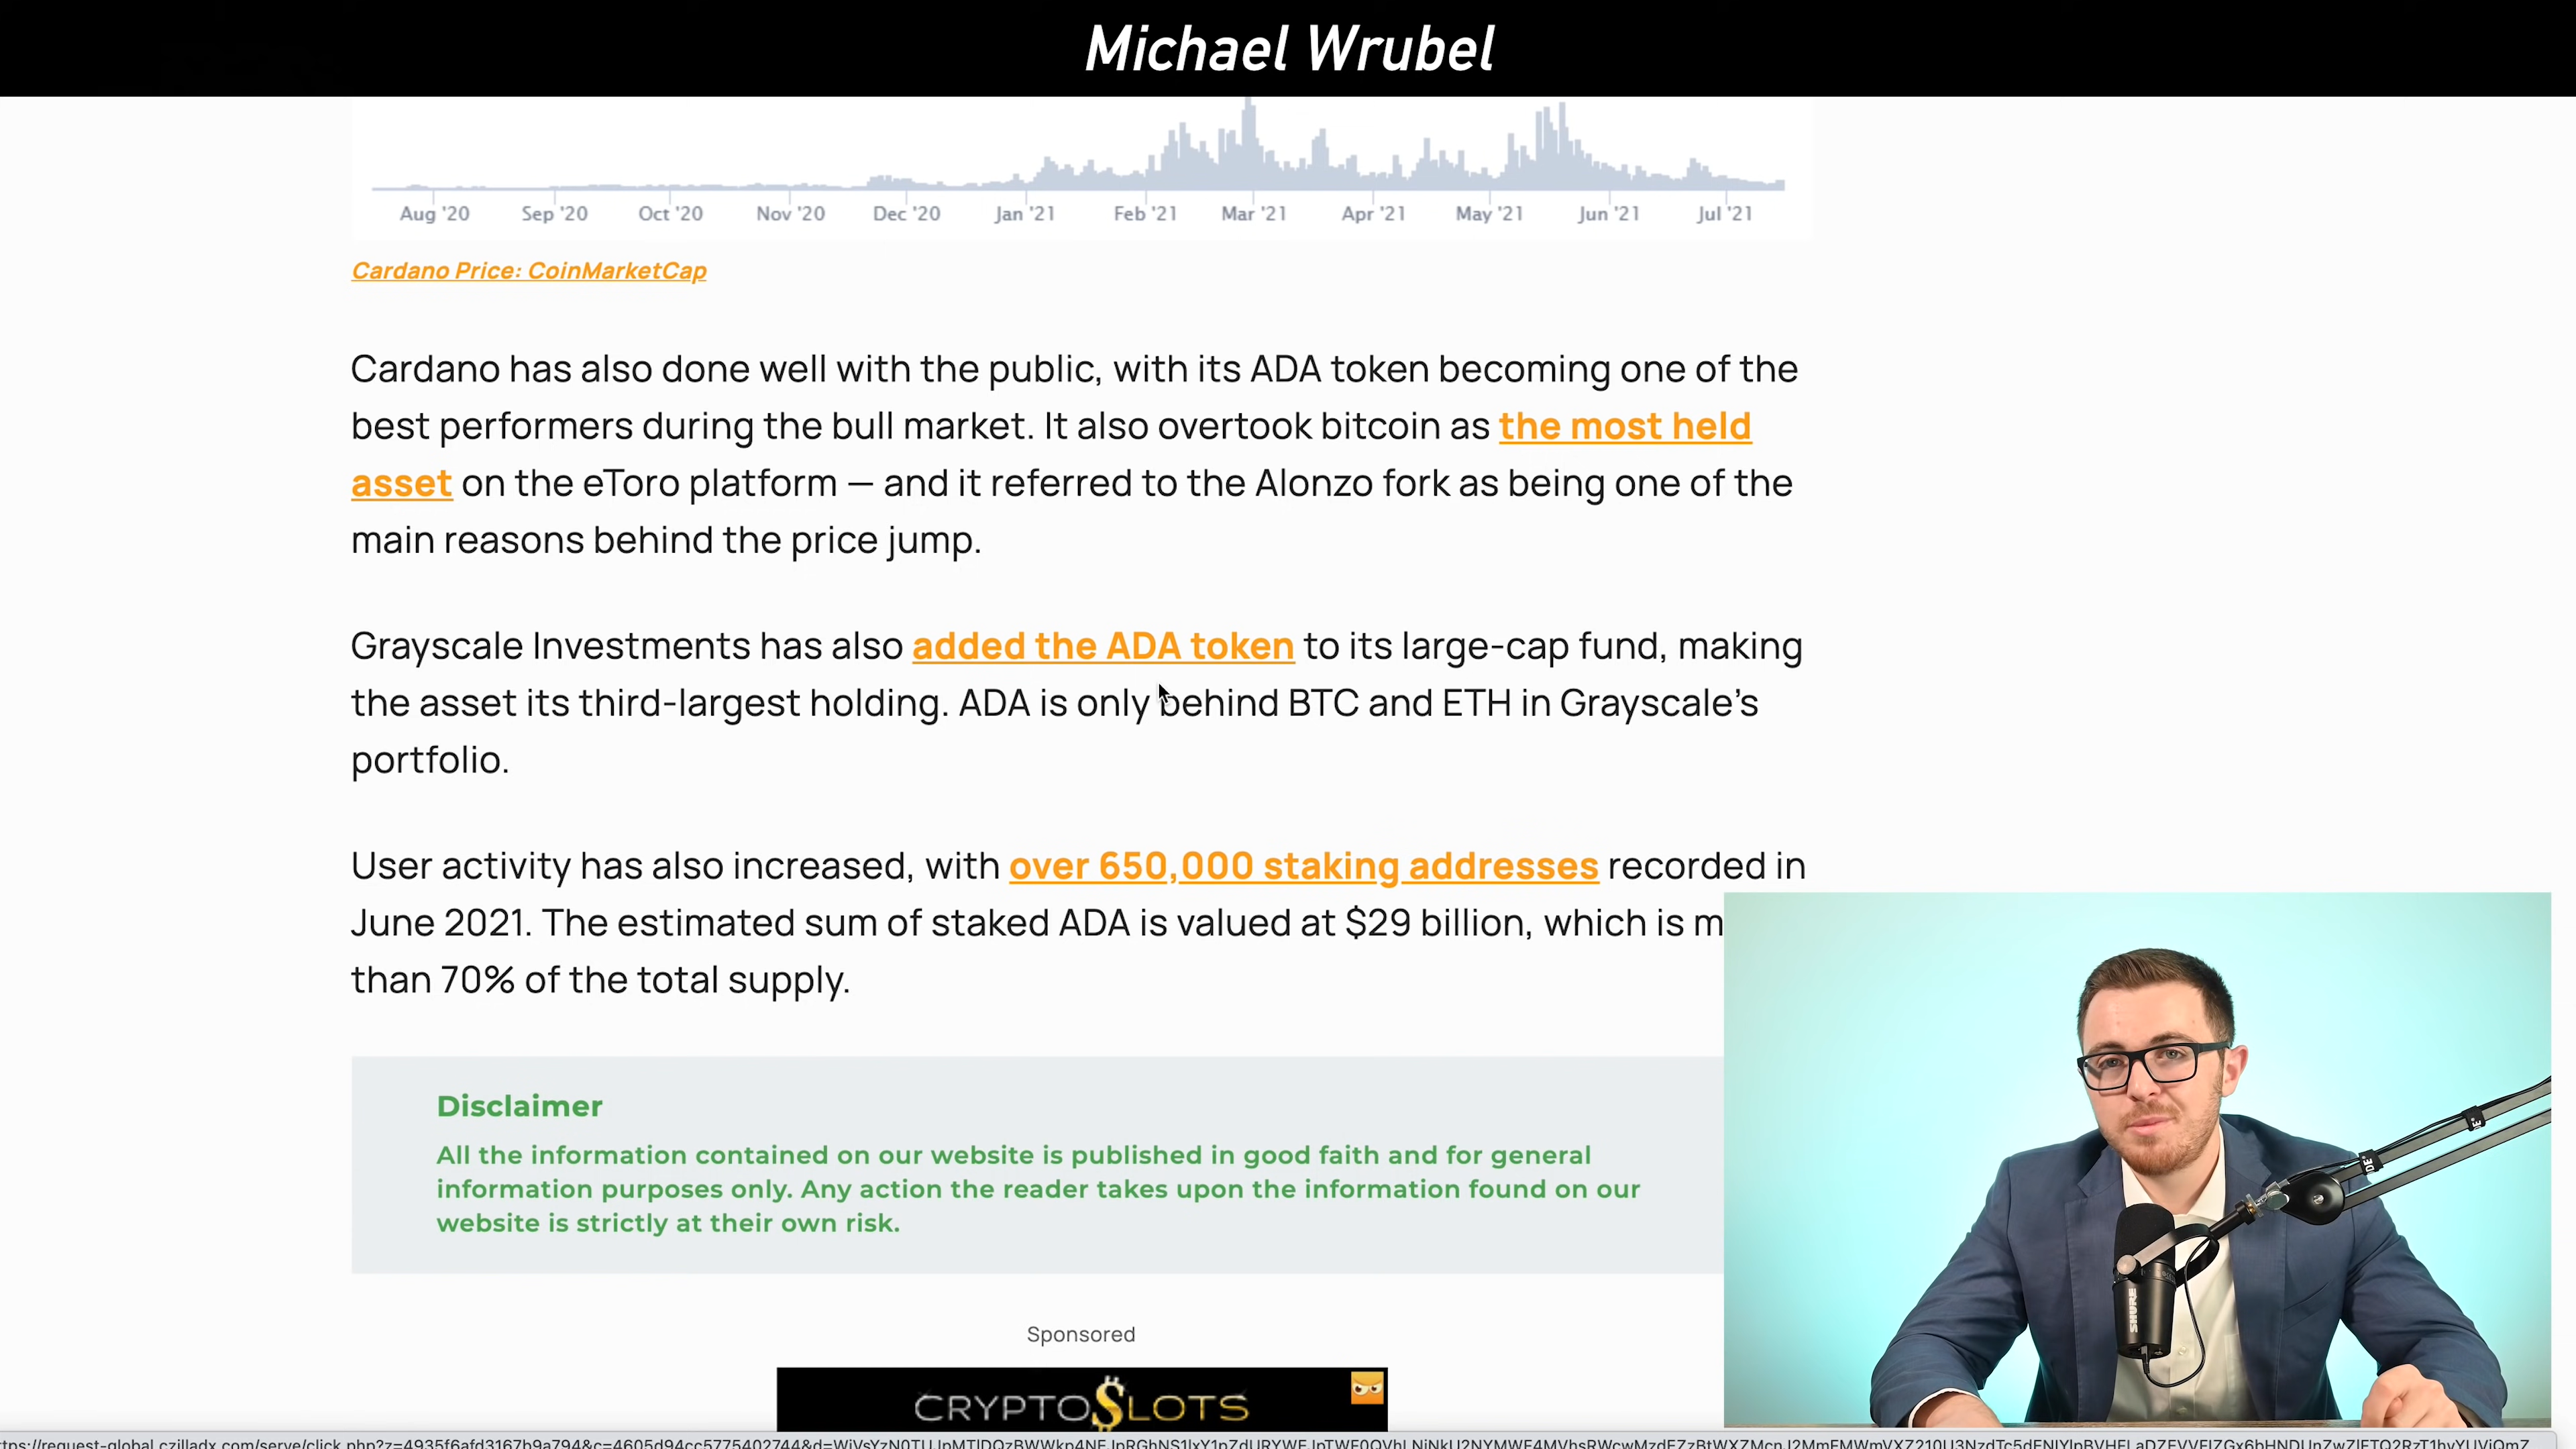 Michael Wrubel
Aug '20 Sep '20 Oct '20 Nov '20 Dec '20 Jan '21 Feb '21 Mar '21 Apr '21 May '21 Jun '21 Jul '21
Cardano Price: CoinMarketCap
Cardano has also done well with the public, with its ADA token becoming one of the
best performers during the bull market. It also overtook bitcoin as the most held
asset on the eToro platform — and it referred to the Alonzo fork as being one of the
main reasons behind the price jump.
Grayscale Investments has also added the ADA token to its large-cap fund, making
the asset its third-largest holding. ADA is only behind BTC and ETH in Grayscale’s
portfolio.
User activity has also increased, with over 650,000 staking addresses recorded in
June 2021. The estimated sum of staked ADA is valued at $29 billion, which is m
than 70% of the total supply.
Disclaimer
All the information contained on our website is published in good faith and for general
information purposes only. Any action the reader takes upon the information found on our
website is strictly at their own risk.
SHURE
Sponsored
CRYPTO$LOTS